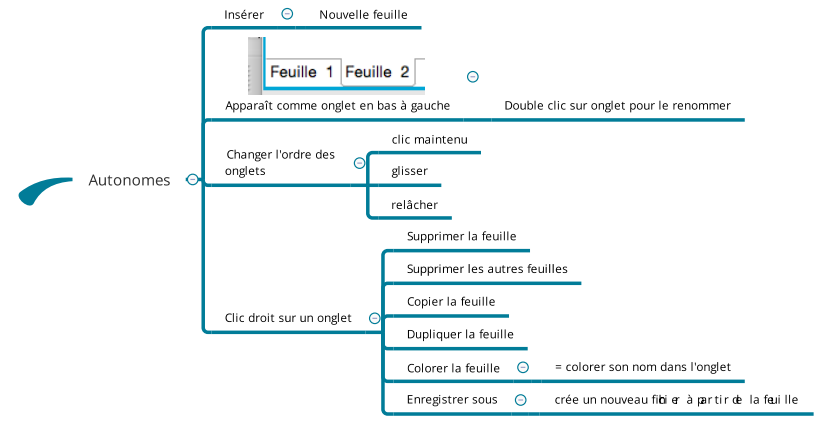 Insérer
Nouvelle feuille
Feuille 1
Feuille 2
Apparaît comme onglet en bas à gauche
Double clic sur onglet pour le renommer
Changer l'ordre des
onglets
clic maintenu
glisser
relâcher
Autonomes
Clic droit sur un onglet
Supprimer la feuille
Supprimer les autres feuilles
Copier la feuille
Dupliquer la feuille
Colorer la feuille
= colorer son nom dans l'onglet
Enregistrer sous
crée un nouveau fichier à partir de la feuille